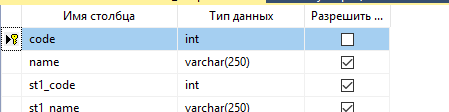 Имя столбца Тип данных Разрешить ...
code int
name varchar(250)
st1_code int
st1_name varchar(250)